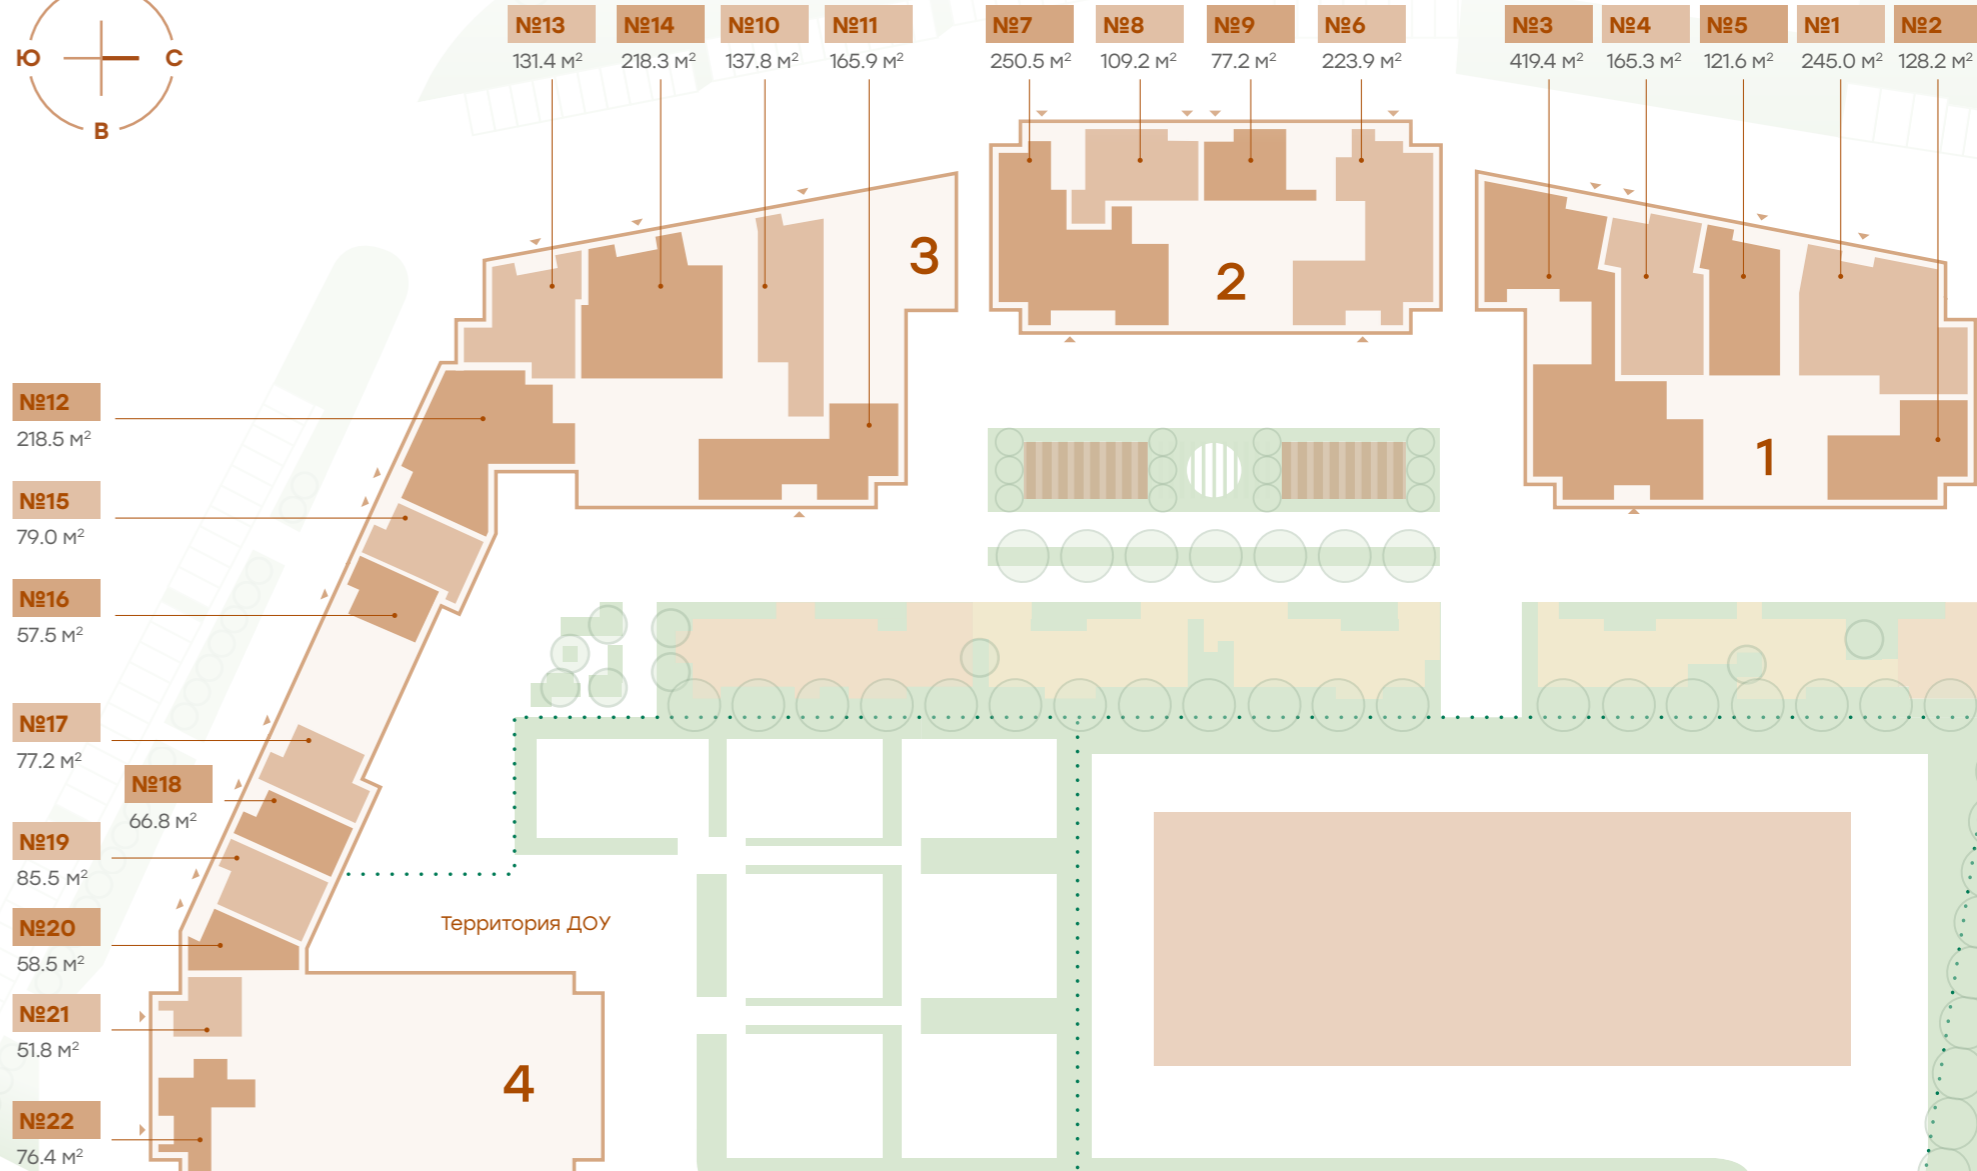 Ю
С
В
№13
131.4 м²
№14
218.3 м²
№10
137.8 м²
№11
165.9 м²
№7
250.5 м²
№8
109.2 м²
№9
77.2 м²
№6
223.9 м²
№3
419.4 м²
№4
165.3 м²
№5
121.6 м²
№1
245.0 м²
№2
128.2 м²
3
2
1
№12
218.5 м²
№15
79.0 м²
№16
57.5 м²
№17
77.2 м²
№18
66.8 м²
№19
85.5 м²
№20
58.5 м²
№21
51.8 м²
№22
76.4 м²
Территория ДОУ
4